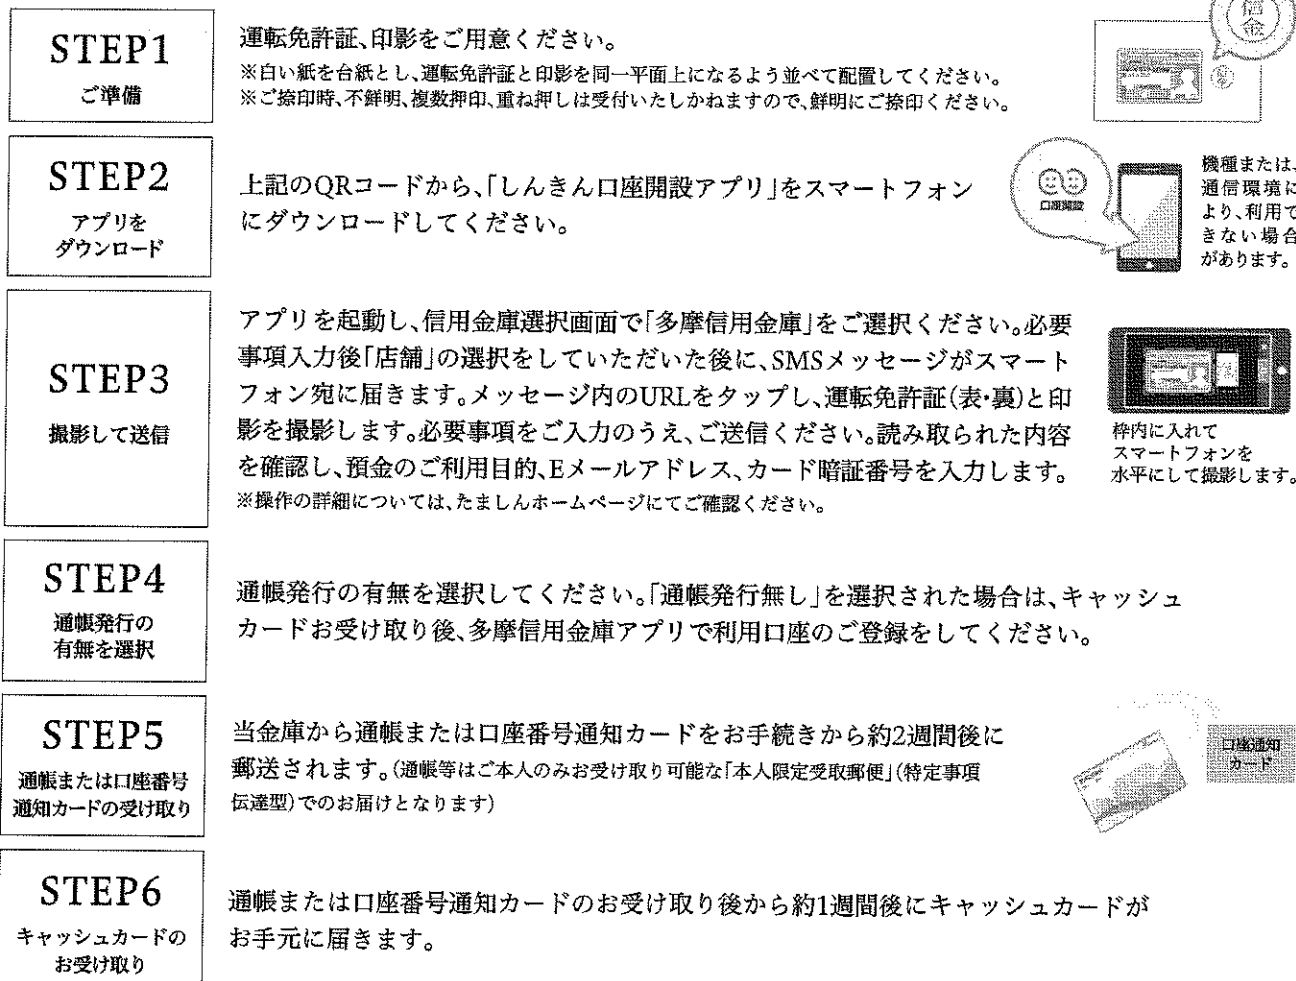 STEP1
ご準備
運転免許証、印影をご用意ください。
※白い紙を台紙とし、運転免許証と印影を同一平面上になるよう並べて配置してください。
※ご捺印時、不鮮明、複数押印、重ね押しは受付いたしかねますので、鮮明にご捺印ください。
信
金
STEP2
アプリを
ダウンロード
上記のQRコードから、「しんきん口座開設アプリ」をスマートフォン
にダウンロードしてください。
口座開設
機種または、
通信環境に
より、利用で
きない場合
があります。
STEP3
撮影して送信
アプリを起動し、信用金庫選択画面で「多摩信用金庫」をご選択ください。必要
事項入力後「店舗」の選択をしていただいた後に、SMSメッセージがスマート
フォン宛に届きます。メッセージ内のURLをタップし、運転免許証(表・裏)と印
影を撮影します。必要事項をご入力のうえ、ご送信ください。読み取られた内容
を確認し、預金のご利用目的、Eメールアドレス、カード暗証番号を入力します。
※操作の詳細については、たましんホームページにてご確認ください。
枠内に入れて
スマートフォンを
水平にして撮影します。
STEP4
通帳発行の
有無を選択
通帳発行の有無を選択してください。「通帳発行無し」を選択された場合は、キャッシュ
カードお受け取り後、多摩信用金庫アプリで利用口座のご登録をしてください。
STEP5
通帳または口座番号
通知カードの受け取り
当金庫から通帳または口座番号通知カードをお手続きから約2週間後に
郵送されます。(通帳等はご本人のみお受け取り可能な「本人限定受取郵便」(特定事項
伝達型)でのお届けとなります)
口座通知
カード
STEP6
キャッシュカードの
お受け取り
通帳または口座番号通知カードのお受け取り後から約1週間後にキャッシュカードが
お手元に届きます。